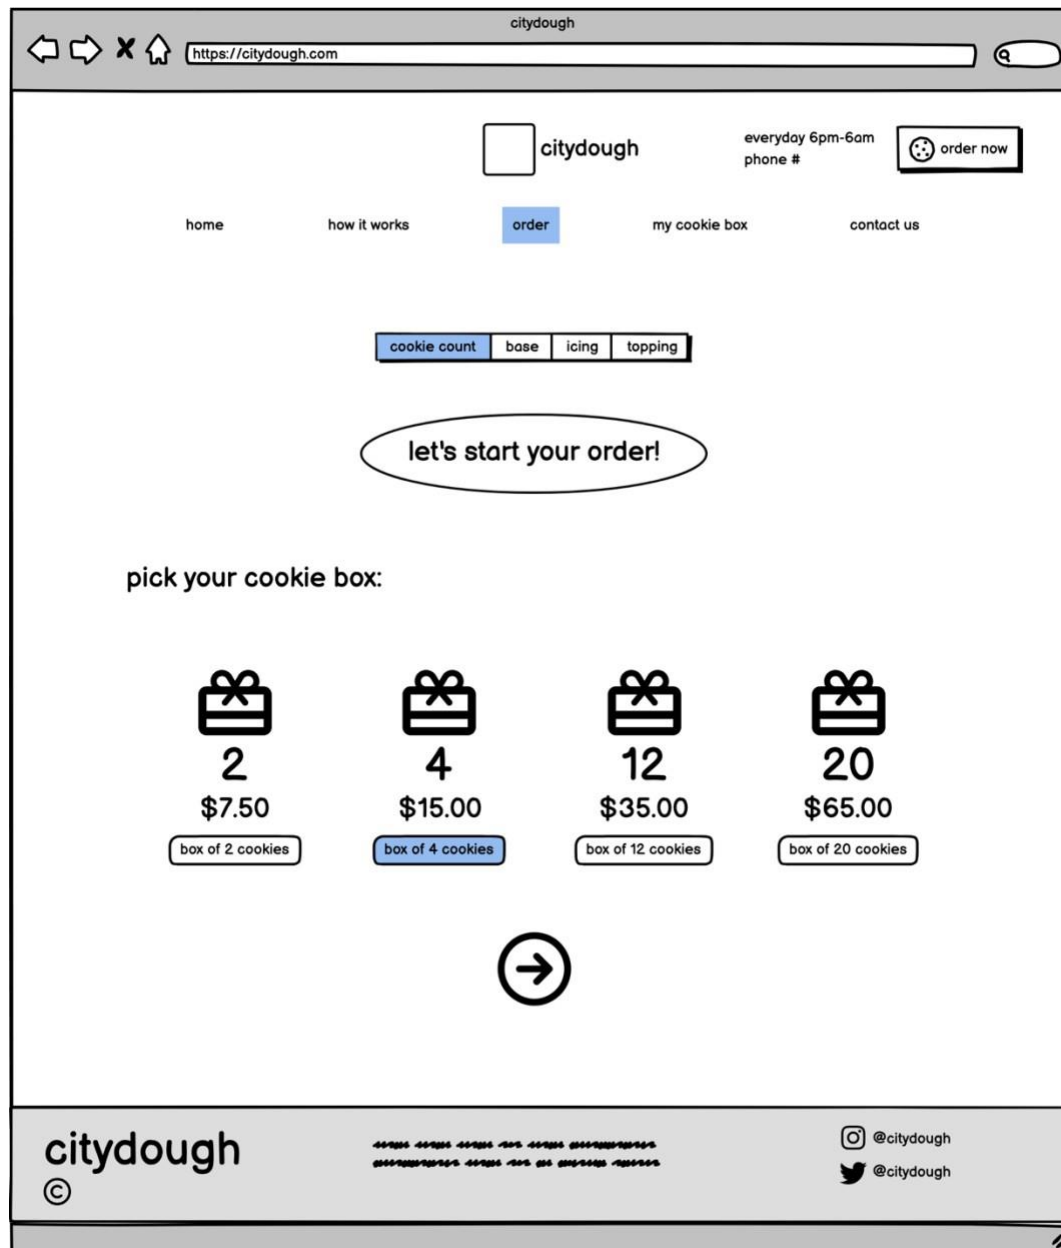 citydough
https://citydough.com
citydough
everyday 6pm-6am
phone #
order now
home how it works order my cookie box contact us
cookie count base icing topping
let's start your order!
pick your cookie box:
2 4 12 20
$7.50 $15.00 $35.00 $65.00
box of 2 cookies box of 4 cookies box of 12 cookies box of 20 cookies
citydough
©
@citydough
@citydough